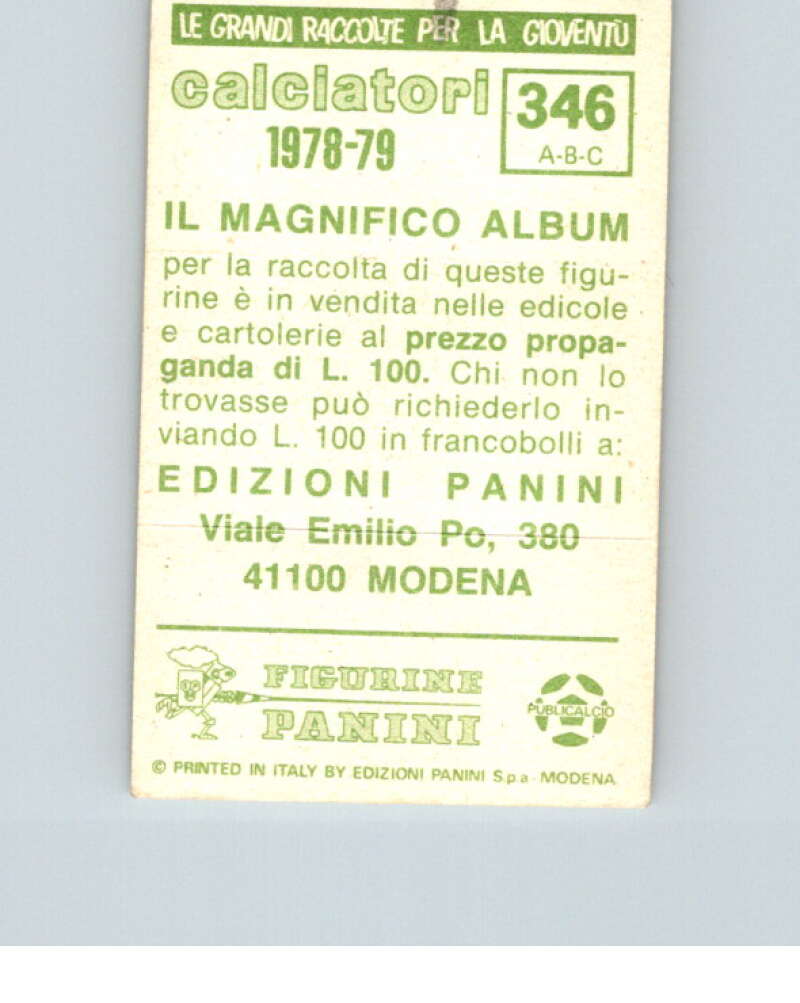 LE GRANDI RACCOLTE PER LA GIOVENTÙ
calciatori
1978-79
346
A-B-C
IL MAGNIFICO ALBUM
per la raccolta di queste figu-
rine è in vendita nelle edicole
e cartolerie al prezzo propa-
ganda di L. 100. Chi non lo
trovasse può richiederlo in-
viando L. 100 in francobolli a:
EDIZIONI PANINI
Viale Emilio Po, 380
41100 MODENA
FIGURINE
PANINI
PUBLICALCIO
© PRINTED IN ITALY BY EDIZIONI PANINI S.p.a - MODENA